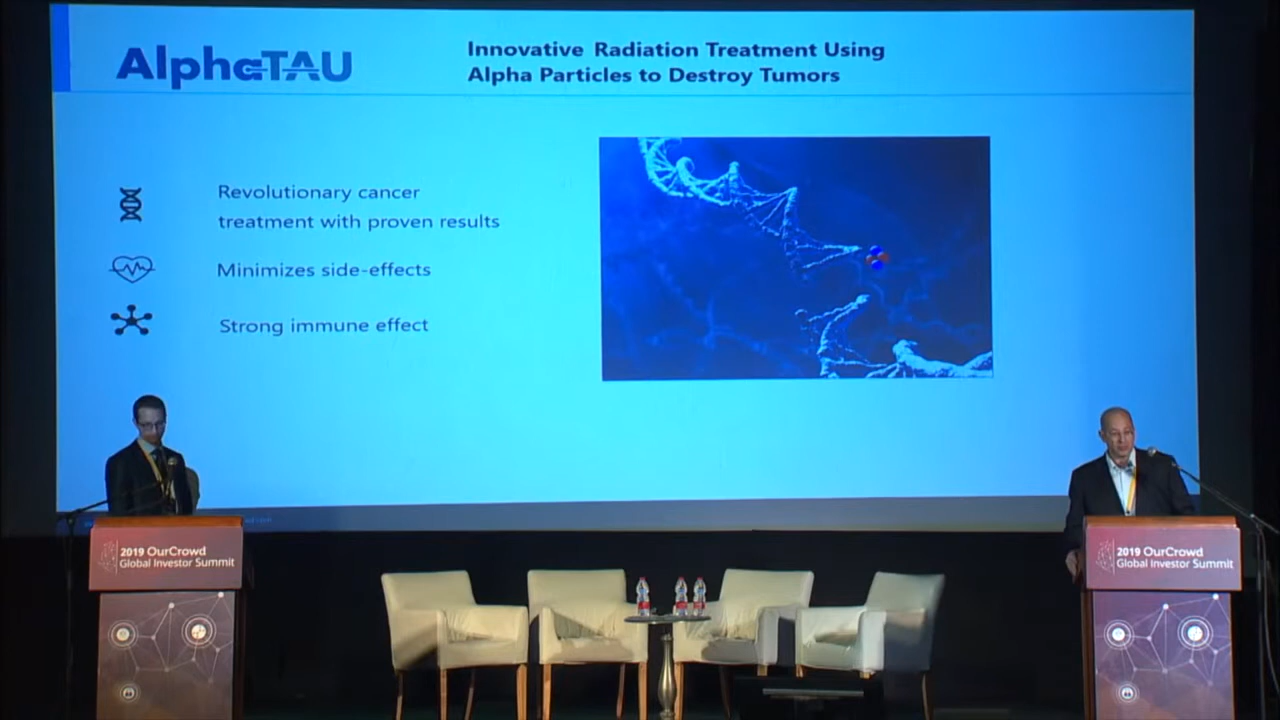 AlphaTAU
Innovative Radiation Treatment Using
Alpha Particles to Destroy Tumors
Revolutionary cancer
treatment with proven results
Minimizes side-effects
Strong immune effect
2019 OurCrowd
Global Investor Summit
2019 OurCrowd
Global Investor Summit